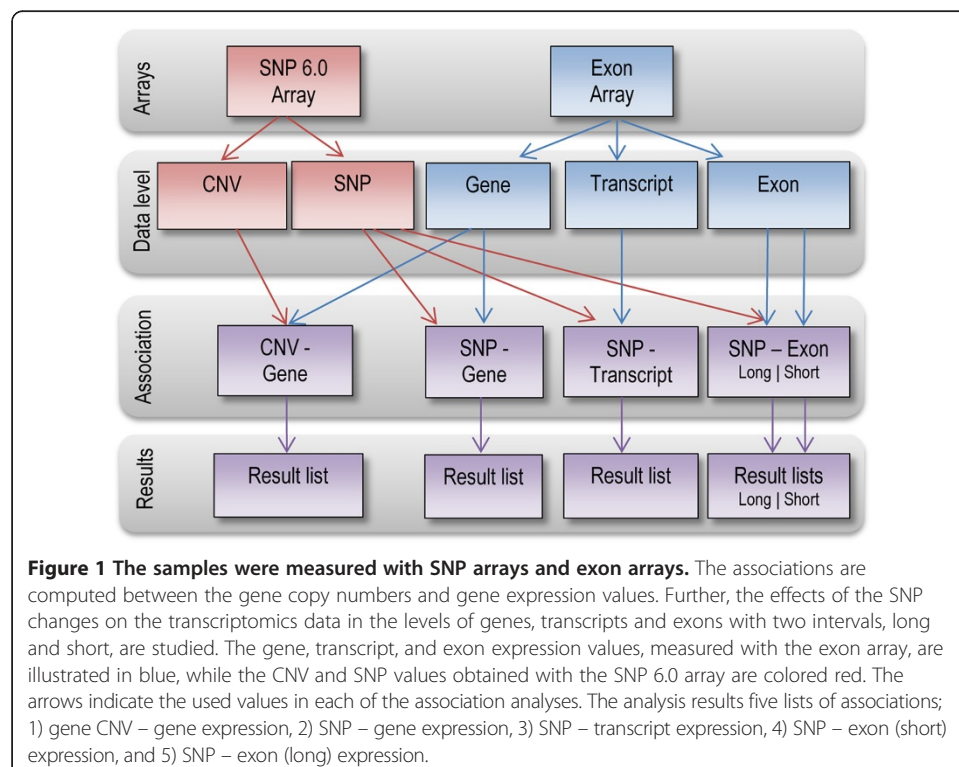 Arrays
SNP 6.0
Array
Exon
Array
Data level
CNV
SNP
Gene
Transcript
Exon
Association
CNV -
Gene
SNP -
Gene
SNP -
Transcript
SNP – Exon
Long | Short
Results
Result list
Result list
Result list
Result lists
Long | Short
Figure 1 The samples were measured with SNP arrays and exon arrays. The associations are
computed between the gene copy numbers and gene expression values. Further, the effects of the SNP
changes on the transcriptomics data in the levels of genes, transcripts and exons with two intervals, long
and short, are studied. The gene, transcript, and exon expression values, measured with the exon array, are
illustrated in blue, while the CNV and SNP values obtained with the SNP 6.0 array are colored red. The
arrows indicate the used values in each of the association analyses. The analysis results five lists of associations;
1) gene CNV – gene expression, 2) SNP – gene expression, 3) SNP – transcript expression, 4) SNP – exon (short)
expression, and 5) SNP – exon (long) expression.